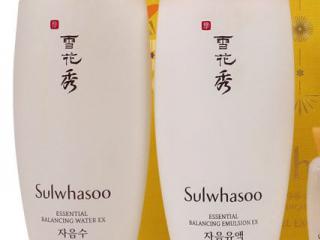 雪花秀
Sulwhasoo
ESSENTIAL
BALANCING WATER EX
자음수
雪花秀
Sulwhasoo
ESSENTIAL
BALANCING EMULSION EX
자음유액